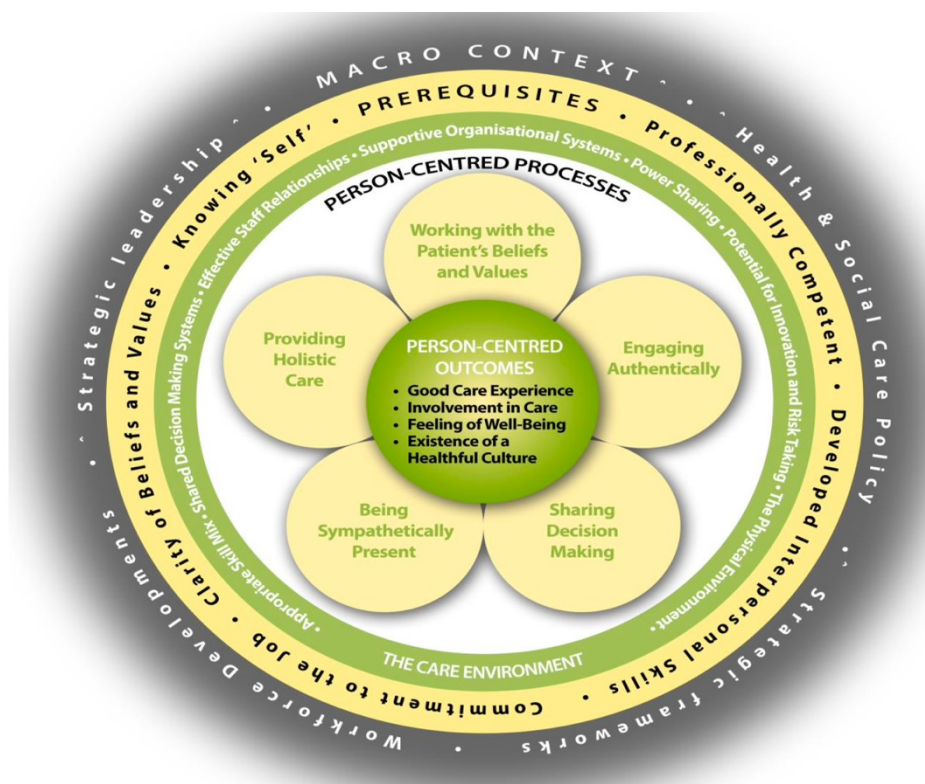 MACRO CONTEXT
Health & Social Care Policy
Strategic frameworks
Workforce Developments
Strategic leadership
PREREQUISITES
Professionally Competent
Developed Interpersonal Skills
Commitment to the Job
Clarity of Beliefs and Values
Knowing ‘Self’
THE CARE ENVIRONMENT
Appropriate Skill Mix
Shared Decision Making Systems
Effective Staff Relationships
Supportive Organisational Systems
Power Sharing
Potential for Innovation and Risk Taking
The Physical Environment
PERSON-CENTRED PROCESSES
Working with the
Patient’s Beliefs
and Values
Engaging
Authentically
Sharing
Decision
Making
Being
Sympathetically
Present
Providing
Holistic
Care
PERSON-CENTRED
OUTCOMES
• Good Care Experience
• Involvement in Care
• Feeling of Well-Being
• Existence of a
Healthful Culture